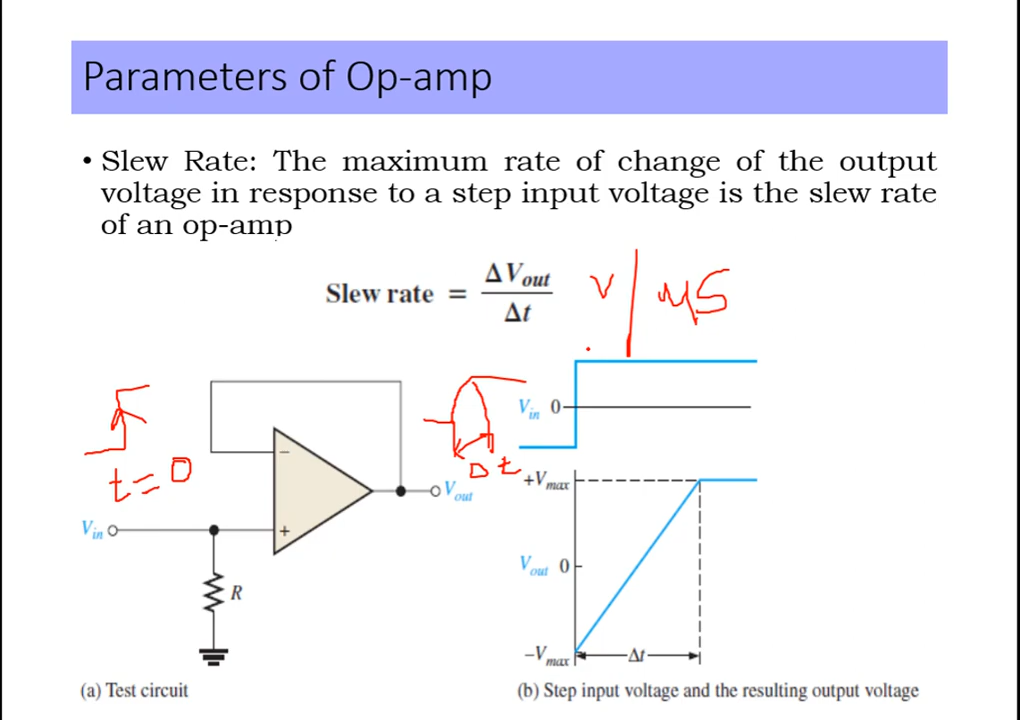 Parameters of Op-amp
• Slew Rate: The maximum rate of change of the output
voltage in response to a step input voltage is the slew rate
of an op-amp
Slew rate = ΔVout / Δt
V/μs
t=0
Δt
Vin 0
+Vmax
Vout
−
Vin
+
Vout 0
R
−Vmax
Δt
(a) Test circuit
(b) Step input voltage and the resulting output voltage